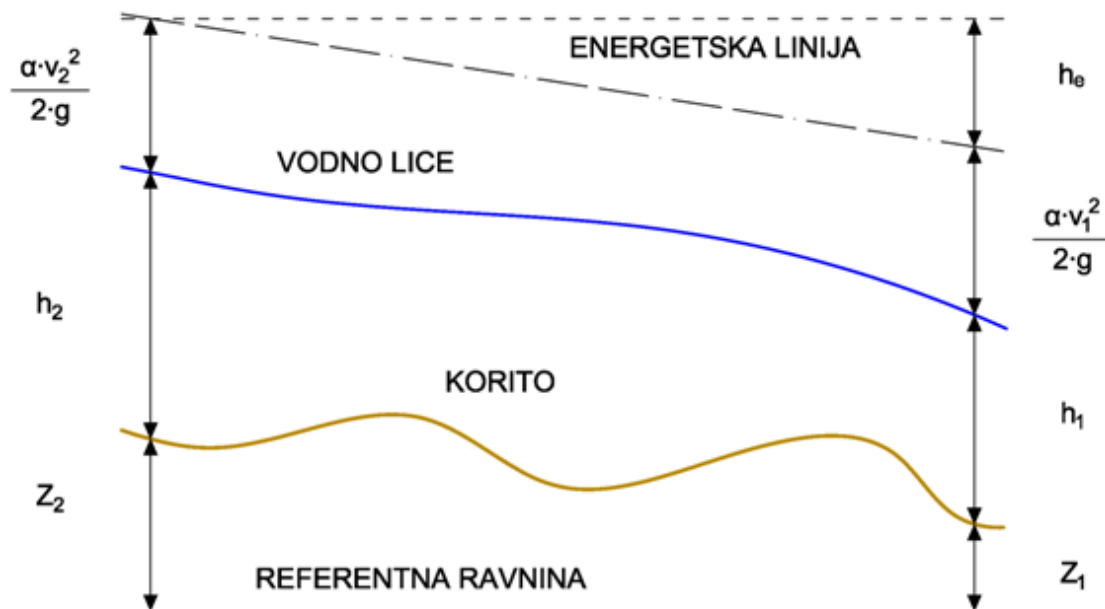 ENERGETSKA LINIJA
α·v₂²
2·g
hₑ
VODNO LICE
α·v₁²
2·g
h₂
KORITO
h₁
Z₂
REFERENTNA RAVNINA
Z₁